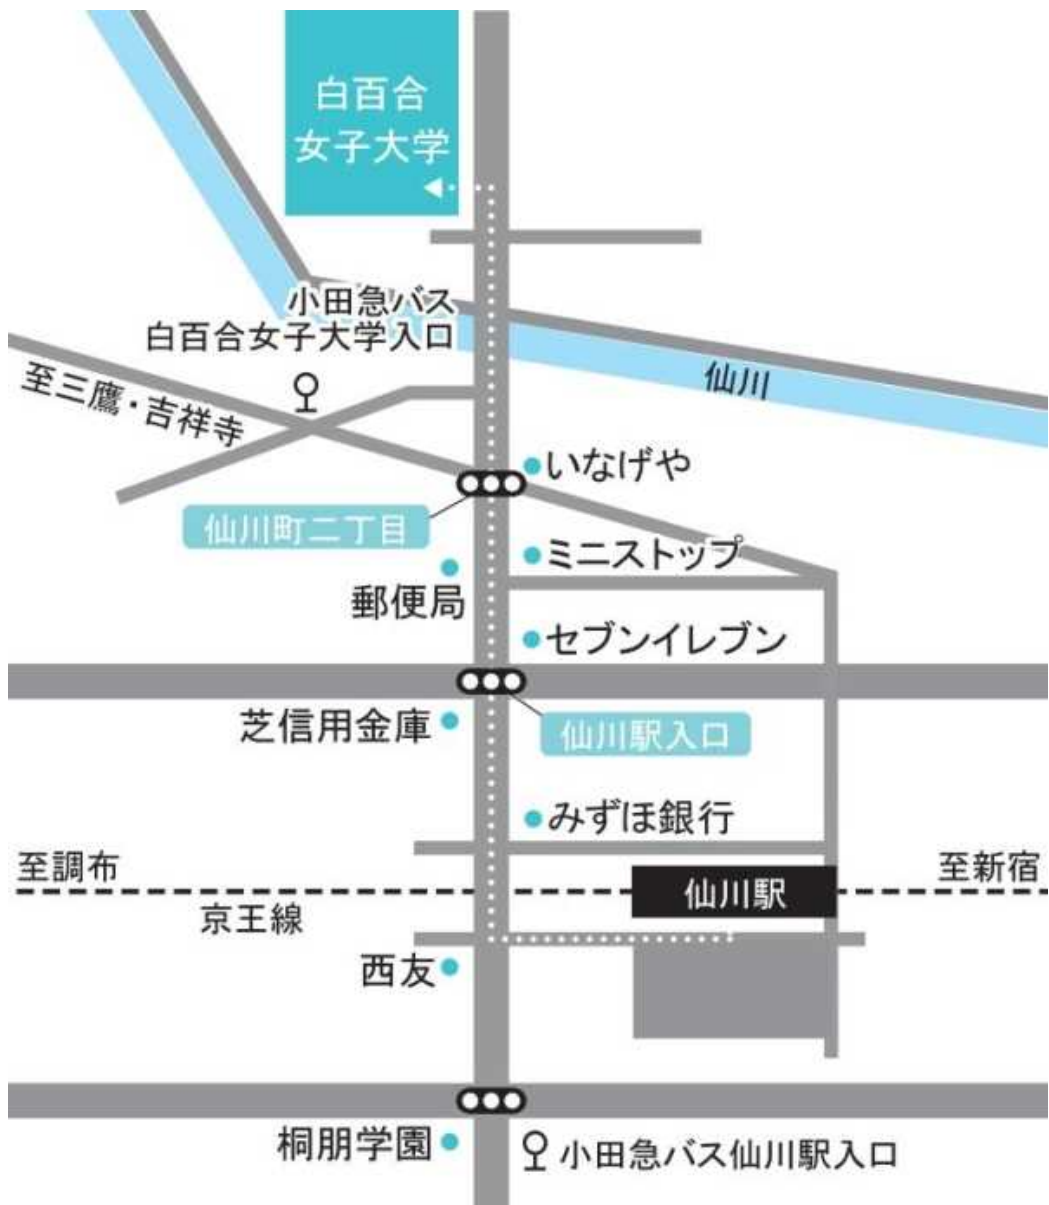 白百合
女子大学
小田急バス
白百合女子大学入口
仙川
至三鷹・吉祥寺
いなげや
仙川町二丁目
ミニストップ
郵便局
セブンイレブン
芝信用金庫
仙川駅入口
みずほ銀行
至調布
至新宿
仙川駅
京王線
西友
桐朋学園
小田急バス仙川駅入口